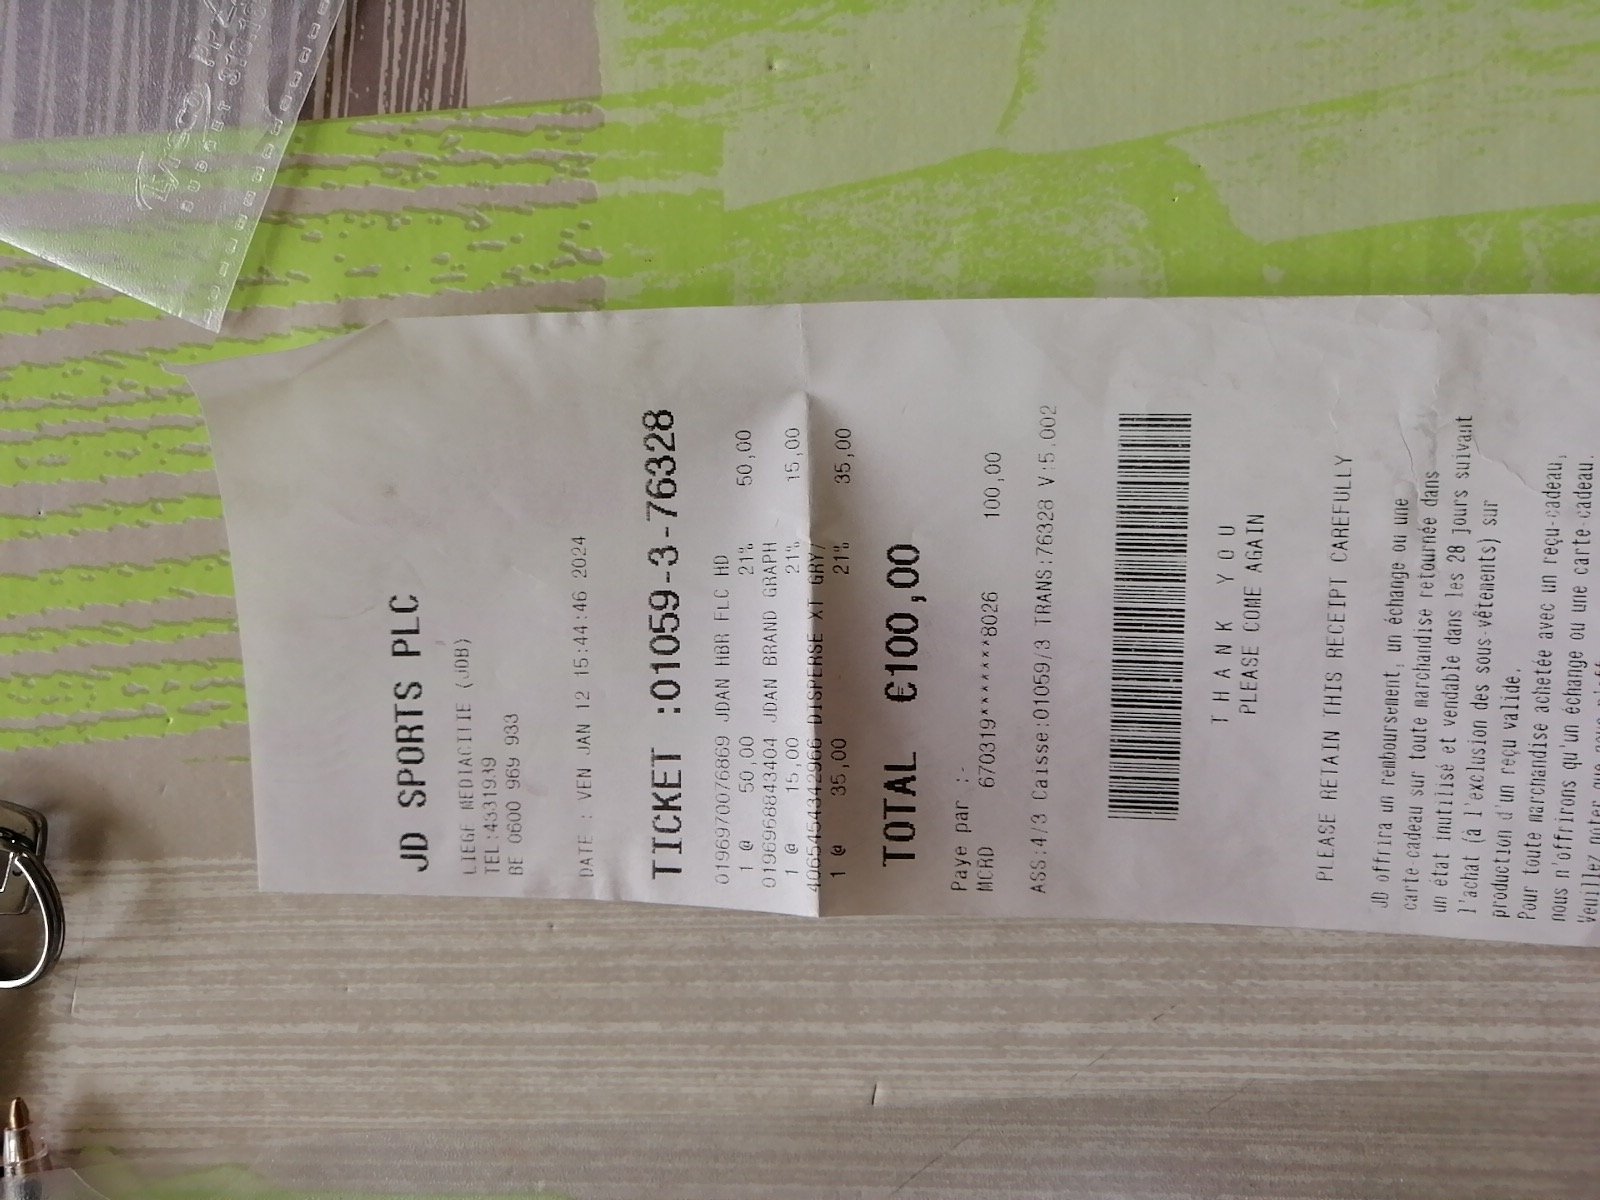 JD SPORTS PLC
LIEGE MEDIACITE (JDB)
TEL:4331939
BE 0600 969 933
DATE : VEN JAN 12 15:44:46 2024
TICKET :01059-3-76328
0196970076869 JDAN HBR FLC HD
1 @ 50,00 21% 50,00
0196968843404 JDAN BRAND GRAPH
1 @ 15,00 21% 15,00
4065454342966 DISPERSE XT GRY/
1 @ 35,00 21% 35,00
TOTAL €100,00
Paye par :-
MCRD 670319*********8026 100,00
ASS:4/3 Caisse:01059/3 TRANS:76328 V:5.002
T H A N K Y O U
PLEASE COME AGAIN
PLEASE RETAIN THIS RECEIPT CAREFULLY
JD offrira un remboursement, un échange ou une
carte-cadeau sur toute marchandise retournée dans
un état inutilisé et vendable dans les 28 jours suivant
l'achat (à l'exclusion des sous-vêtements) sur
production d'un reçu valide.
Pour toute marchandise achetée avec un reçu-cadeau,
nous n'offrirons qu'un échange ou une carte-cadeau.
Veuillez noter que